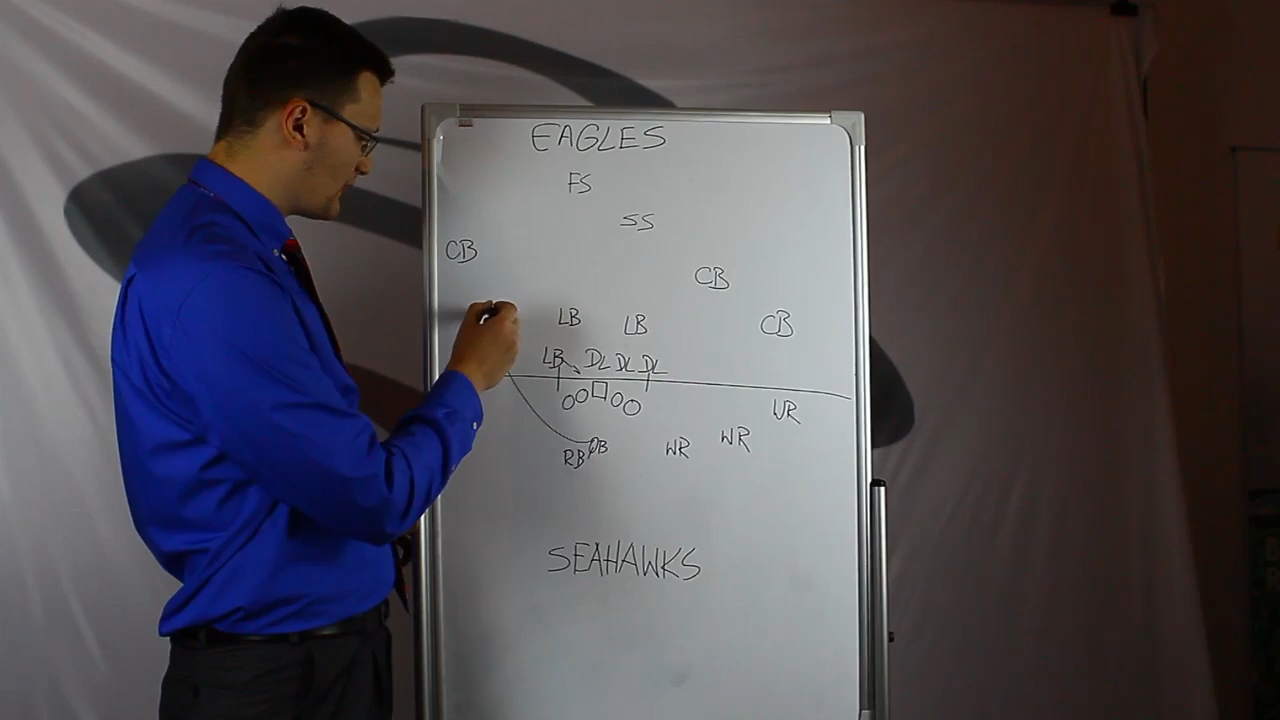 EAGLES
FS
SS
CB
CB
LB LB CB
LB DL DL DL
WR
WR
QB WR
RB
SEAHAWKS